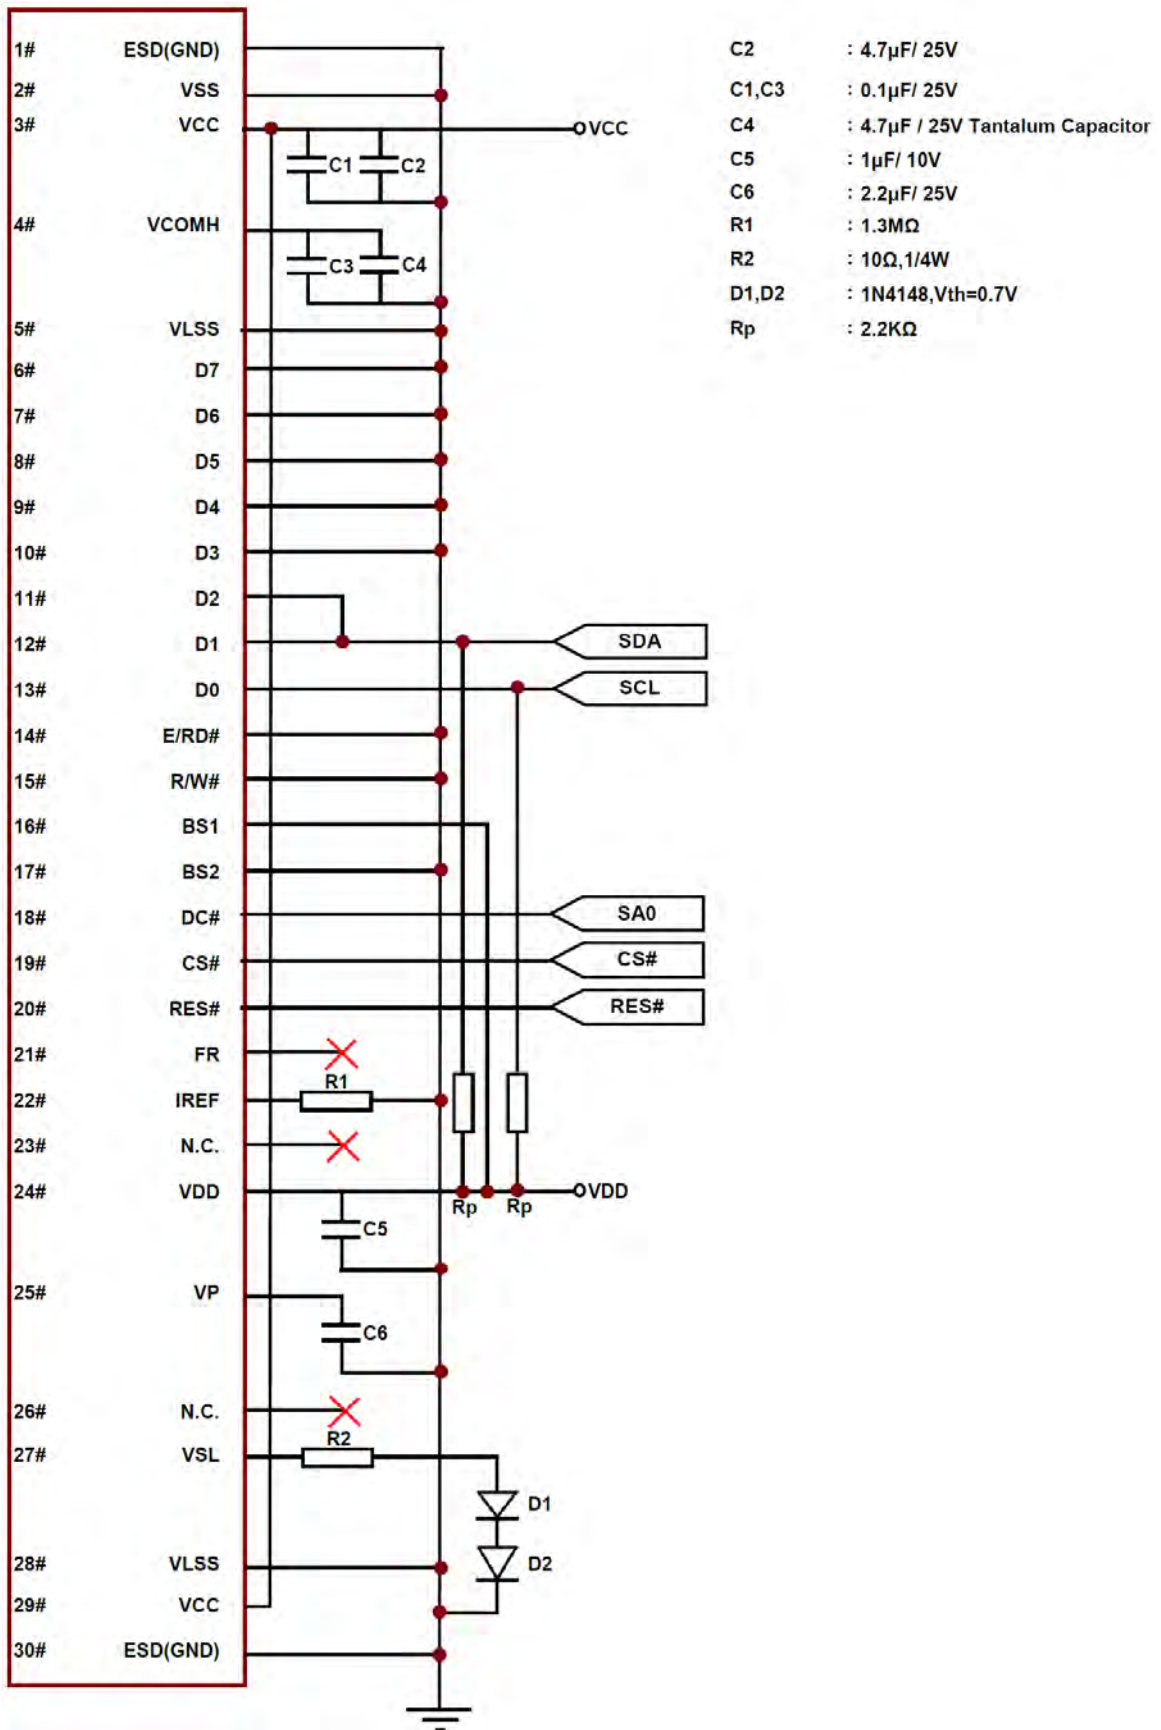 1# ESD(GND)
2# VSS
3# VCC
VCC
C1 C2
4# VCOMH
C3 C4
5# VLSS
6# D7
7# D6
8# D5
9# D4
10# D3
11# D2
12# D1 SDA
13# D0 SCL
14# E/RD#
15# R/W#
16# BS1
17# BS2
18# DC# SA0
19# CS# CS#
20# RES# RES#
21# FR
R1
22# IREF
23# N.C.
24# VDD VDD
Rp Rp
C5
25# VP
C6
26# N.C.
R2
27# VSL
D1
28# VLSS D2
29# VCC
30# ESD(GND)
C2 : 4.7µF/ 25V
C1,C3 : 0.1µF/ 25V
C4 : 4.7µF / 25V Tantalum Capacitor
C5 : 1µF/ 10V
C6 : 2.2µF/ 25V
R1 : 1.3MΩ
R2 : 10Ω,1/4W
D1,D2 : 1N4148,Vth=0.7V
Rp : 2.2KΩ